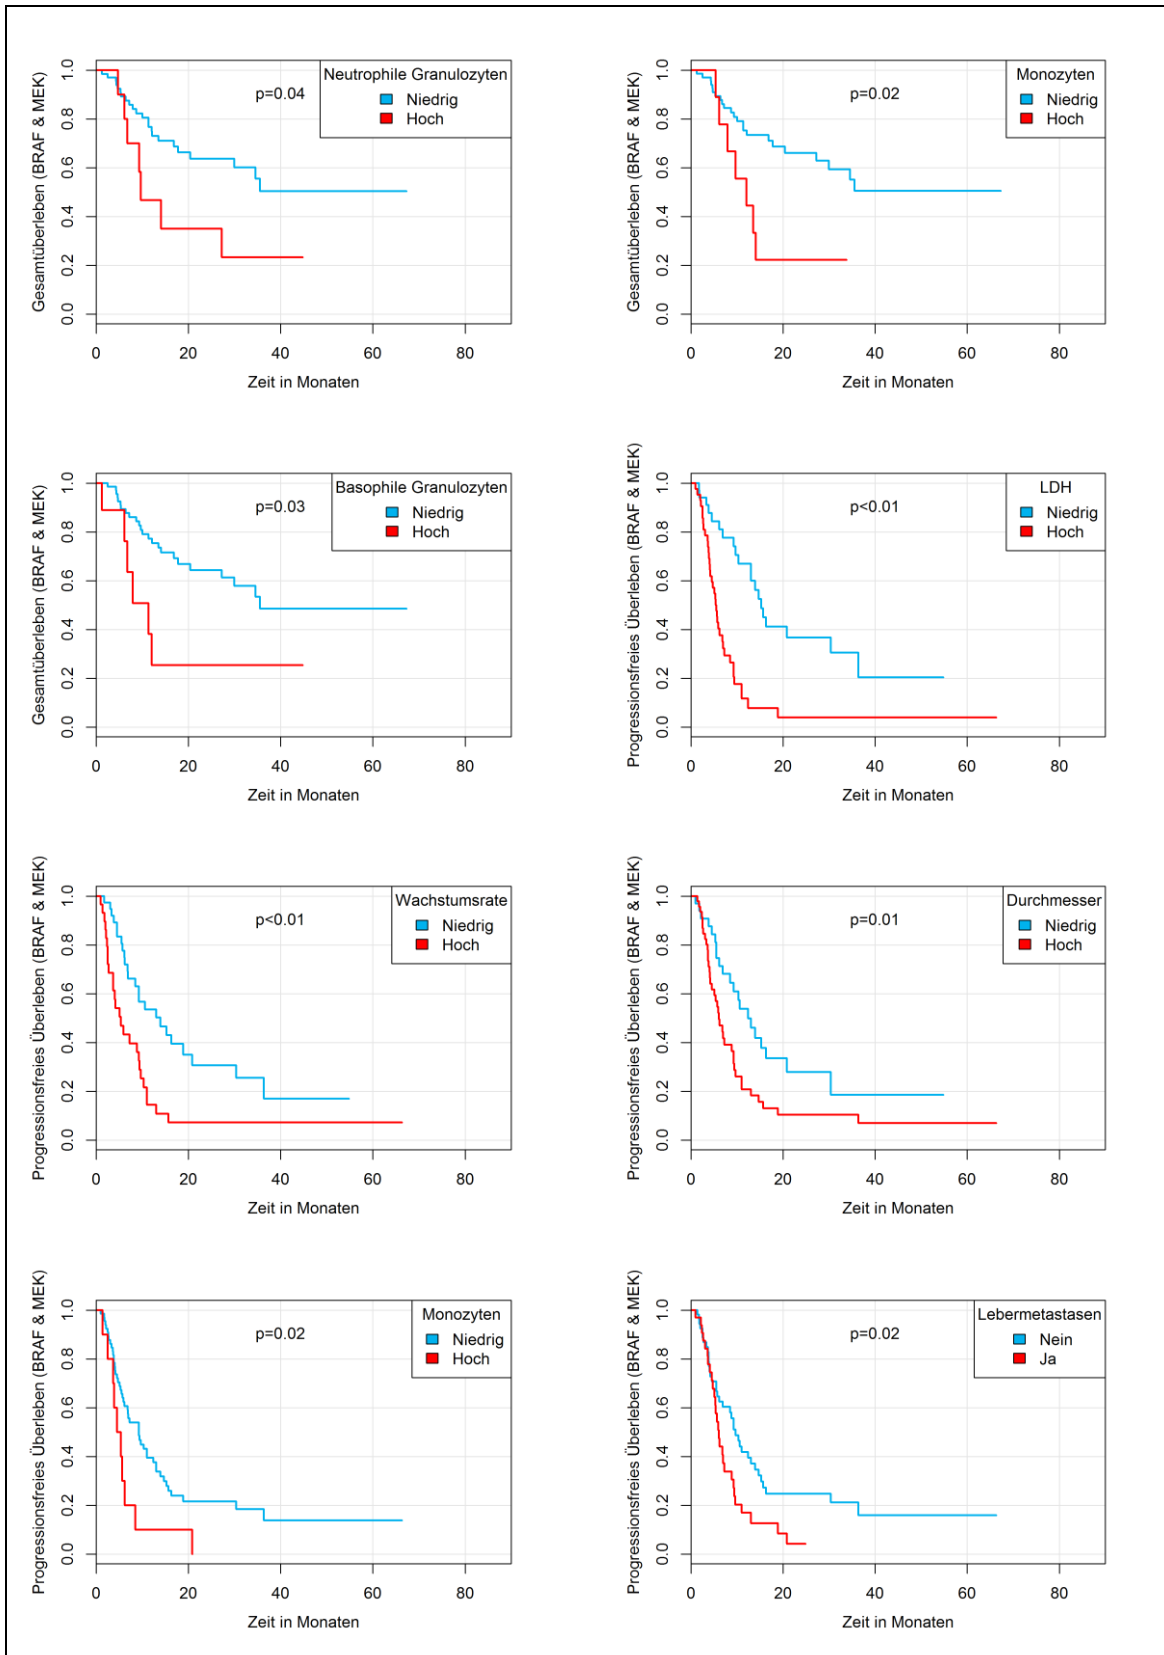 Gesamtüberleben (BRAF & MEK)
1.0
0.8
0.6
0.4
0.2
0.0
p=0.04
Neutrophile Granulozyten
Niedrig
Hoch
0 20 40 60 80
Zeit in Monaten
Gesamtüberleben (BRAF & MEK)
1.0
0.8
0.6
0.4
0.2
0.0
p=0.02
Monozyten
Niedrig
Hoch
0 20 40 60 80
Zeit in Monaten
Gesamtüberleben (BRAF & MEK)
1.0
0.8
0.6
0.4
0.2
0.0
p=0.03
Basophile Granulozyten
Niedrig
Hoch
0 20 40 60 80
Zeit in Monaten
Progressionsfreies Überleben (BRAF & MEK)
1.0
0.8
0.6
0.4
0.2
0.0
p<0.01
LDH
Niedrig
Hoch
0 20 40 60 80
Zeit in Monaten
Progressionsfreies Überleben (BRAF & MEK)
1.0
0.8
0.6
0.4
0.2
0.0
p<0.01
Wachstumsrate
Niedrig
Hoch
0 20 40 60 80
Zeit in Monaten
Progressionsfreies Überleben (BRAF & MEK)
1.0
0.8
0.6
0.4
0.2
0.0
p=0.01
Durchmesser
Niedrig
Hoch
0 20 40 60 80
Zeit in Monaten
Progressionsfreies Überleben (BRAF & MEK)
1.0
0.8
0.6
0.4
0.2
0.0
p=0.02
Monozyten
Niedrig
Hoch
0 20 40 60 80
Zeit in Monaten
Progressionsfreies Überleben (BRAF & MEK)
1.0
0.8
0.6
0.4
0.2
0.0
p=0.02
Lebermetastasen
Nein
Ja
0 20 40 60 80
Zeit in Monaten